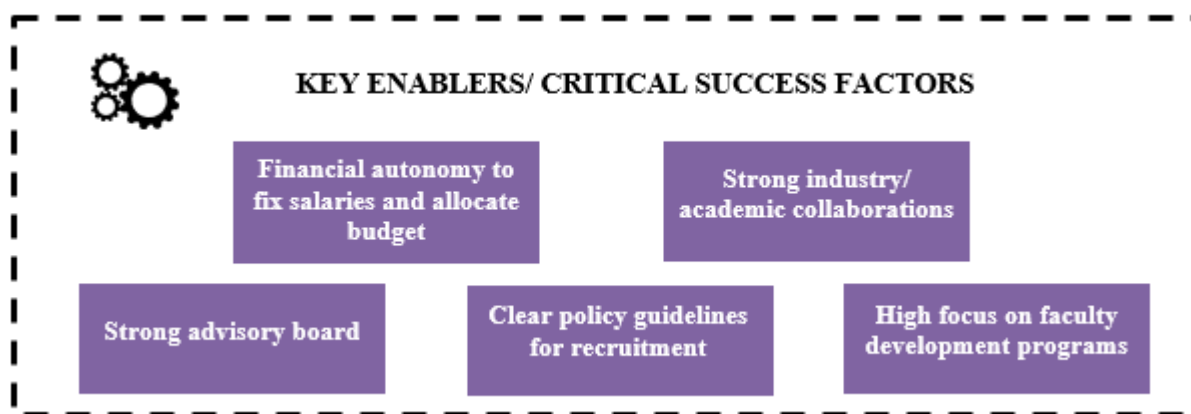 KEY ENABLERS/ CRITICAL SUCCESS FACTORS
Financial autonomy to
fix salaries and allocate
budget
Strong industry/
academic collaborations
Strong advisory board
Clear policy guidelines
for recruitment
High focus on faculty
development programs